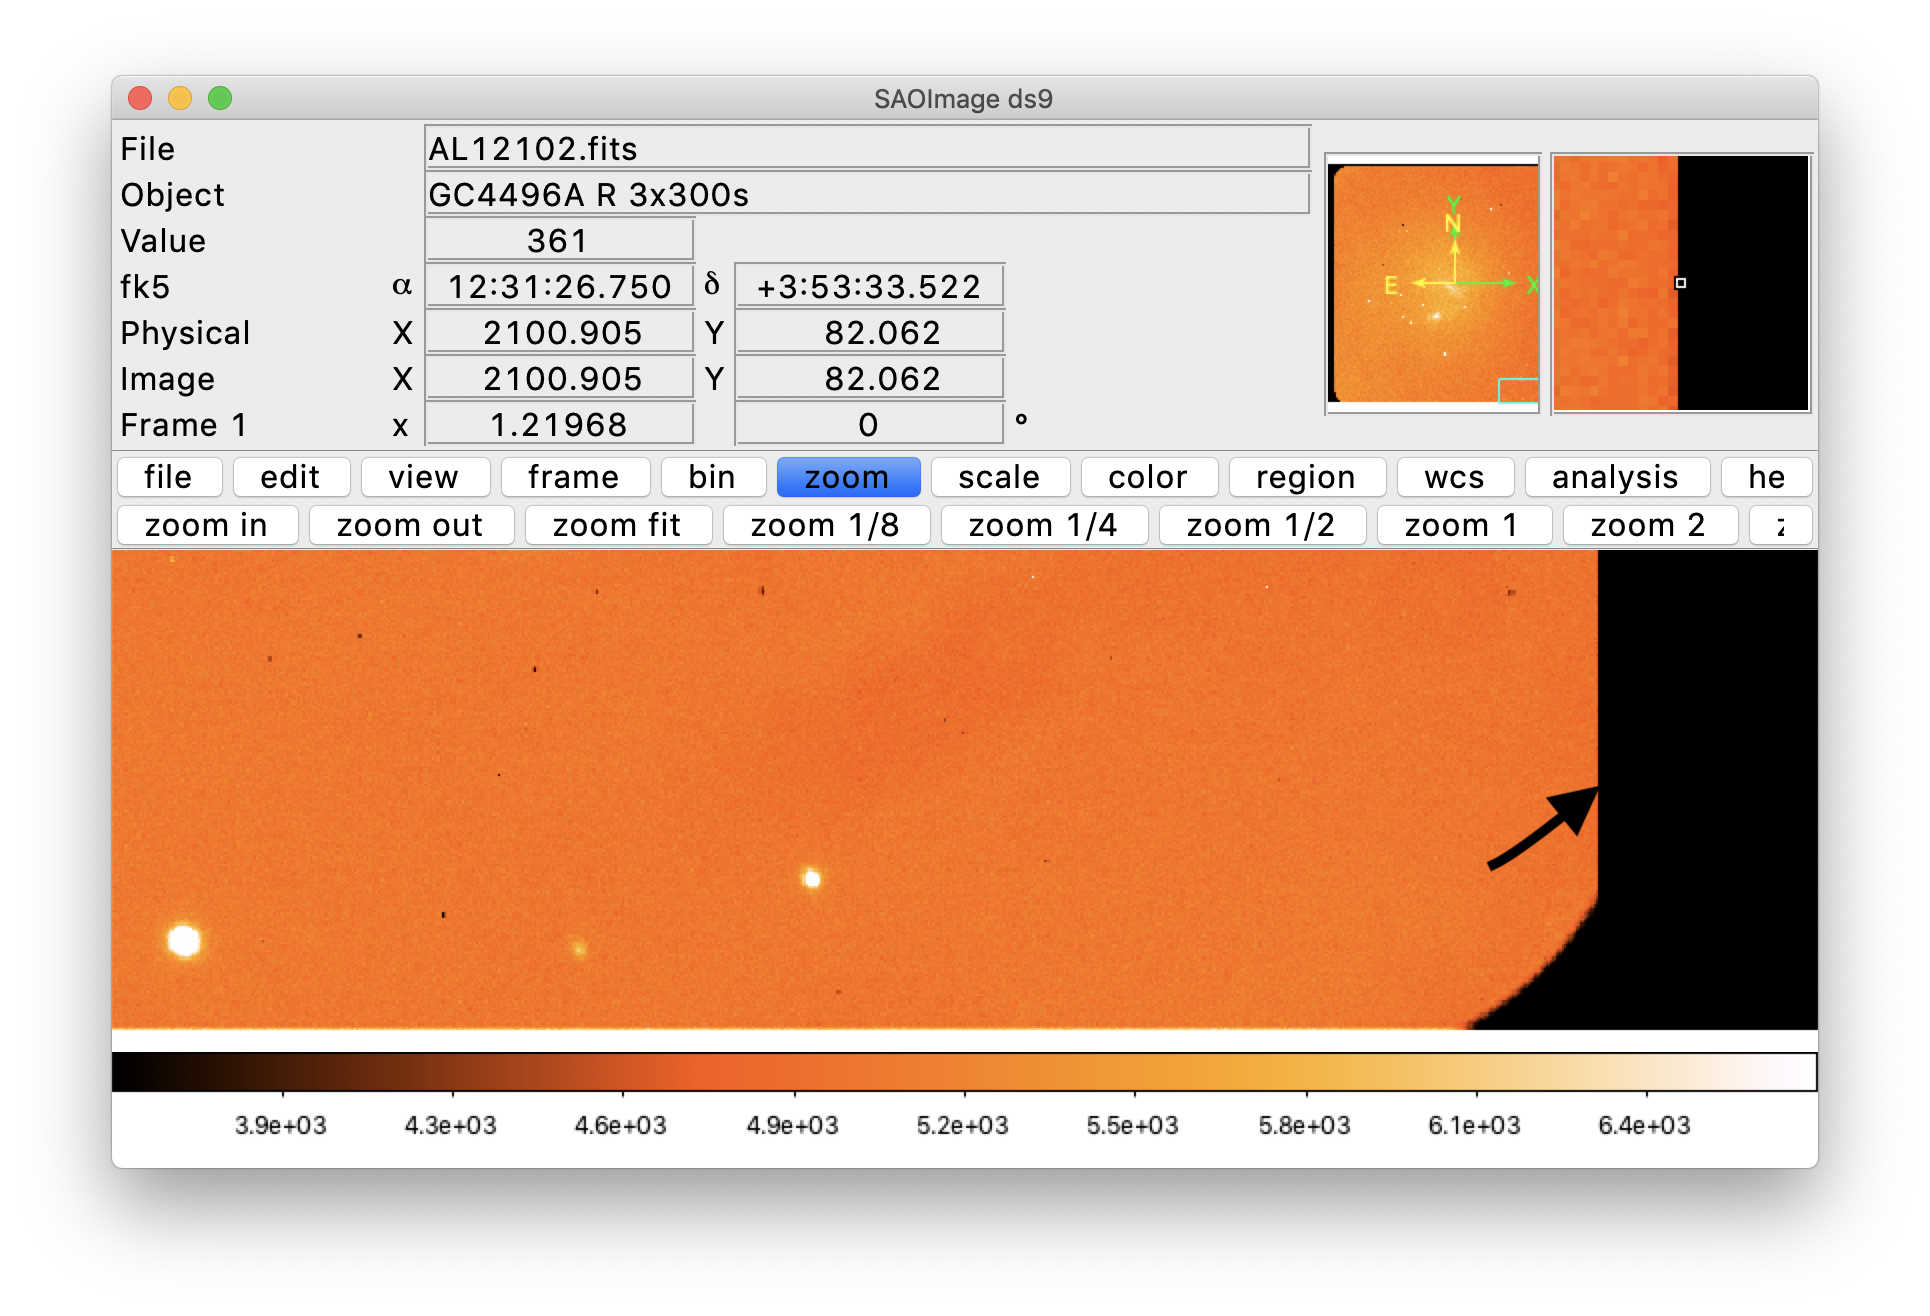 SAOImage ds9
File AL12102.fits
Object GC4496A R 3x300s
Value 361
fk5 α 12:31:26.750 δ +3:53:33.522
Physical X 2100.905 Y 82.062
Image X 2100.905 Y 82.062
Frame 1 x 1.21968 0 °
Y
N
E X
file edit view frame bin zoom scale color region wcs analysis he
zoom in zoom out zoom fit zoom 1/8 zoom 1/4 zoom 1/2 zoom 1 zoom 2 z
3.9e+03 4.3e+03 4.6e+03 4.9e+03 5.2e+03 5.5e+03 5.8e+03 6.1e+03 6.4e+03